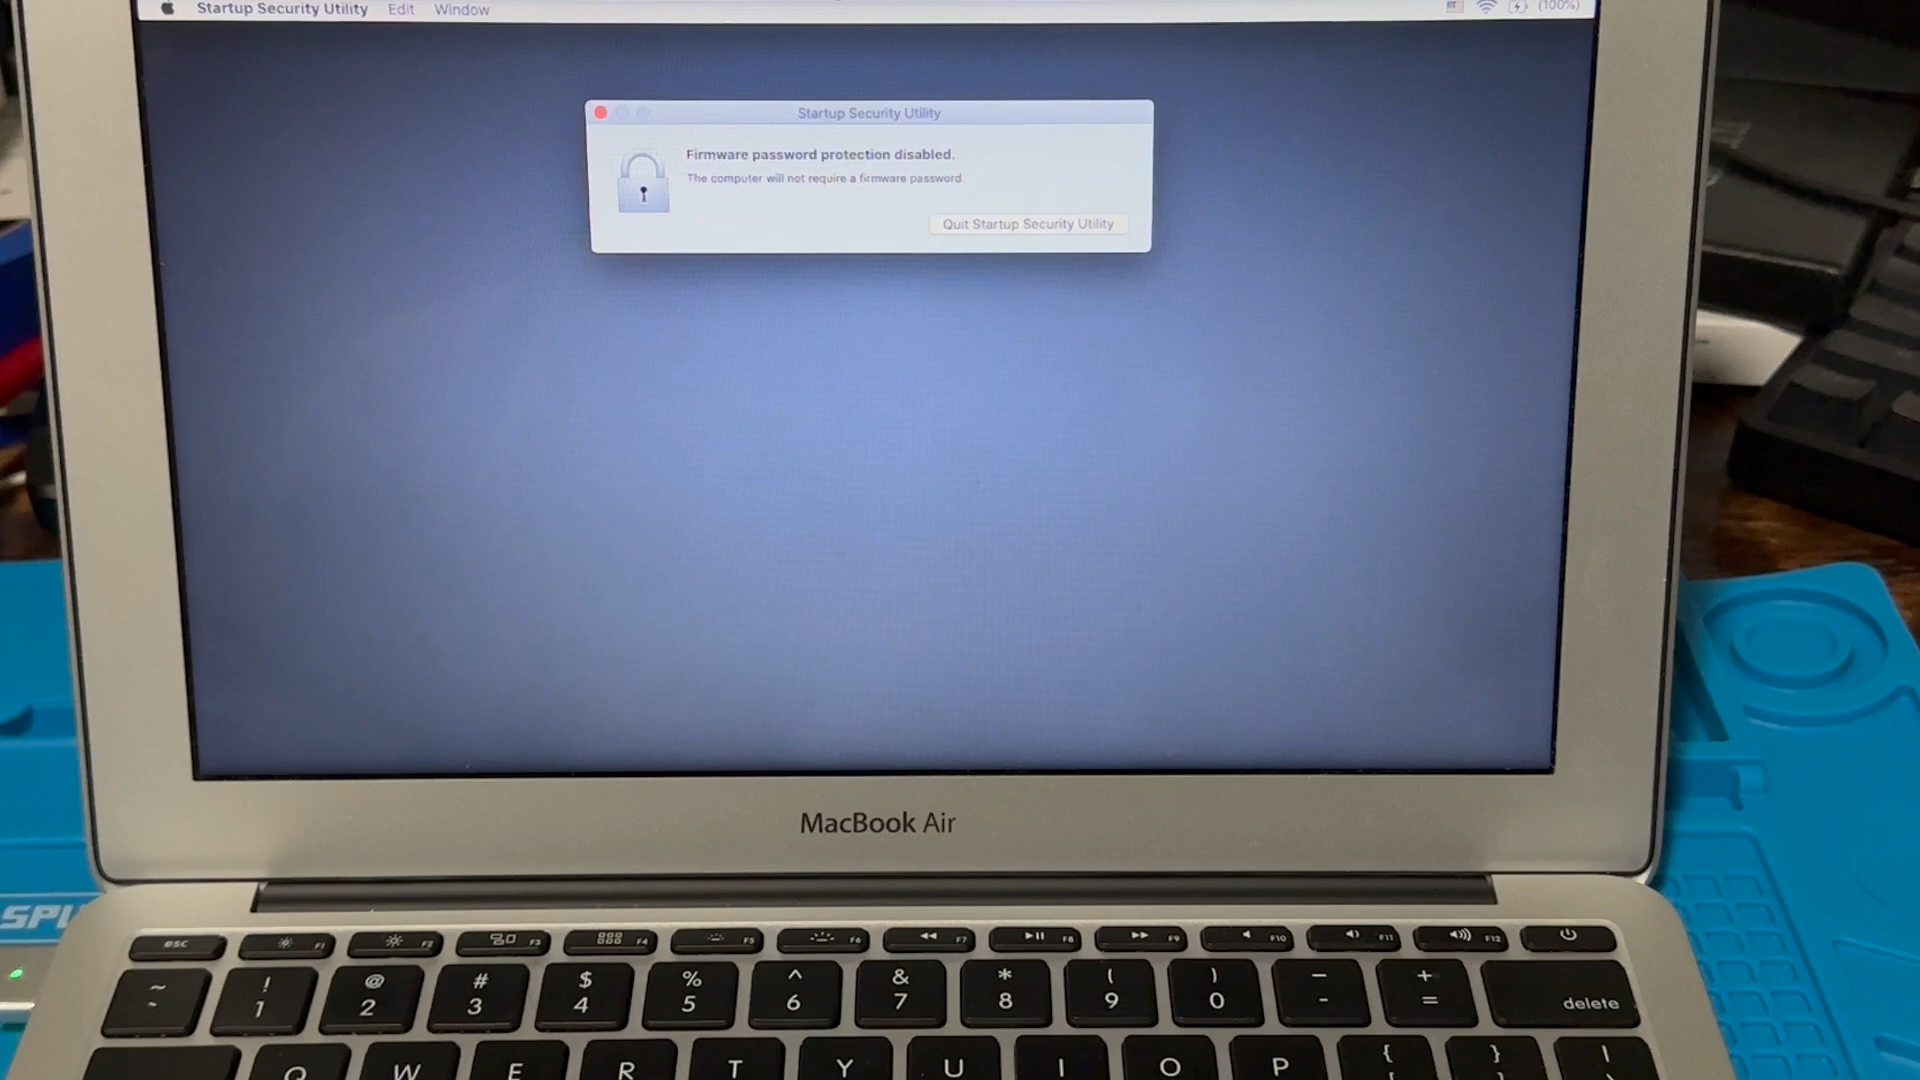 Startup Security Utility Edit Window (100%)
Startup Security Utility
Firmware password protection disabled.
The computer will not require a firmware password.
Quit Startup Security Utility
MacBook Air
esc F1 F2 F3 F4 F5 F6 F7 F8 F9 F10 F11 F12
~ ! @ # $ % ^ & * ( ) – +
` 1 2 3 4 5 6 7 8 9 0 - = delete
Q W E R T Y U I O P { } |